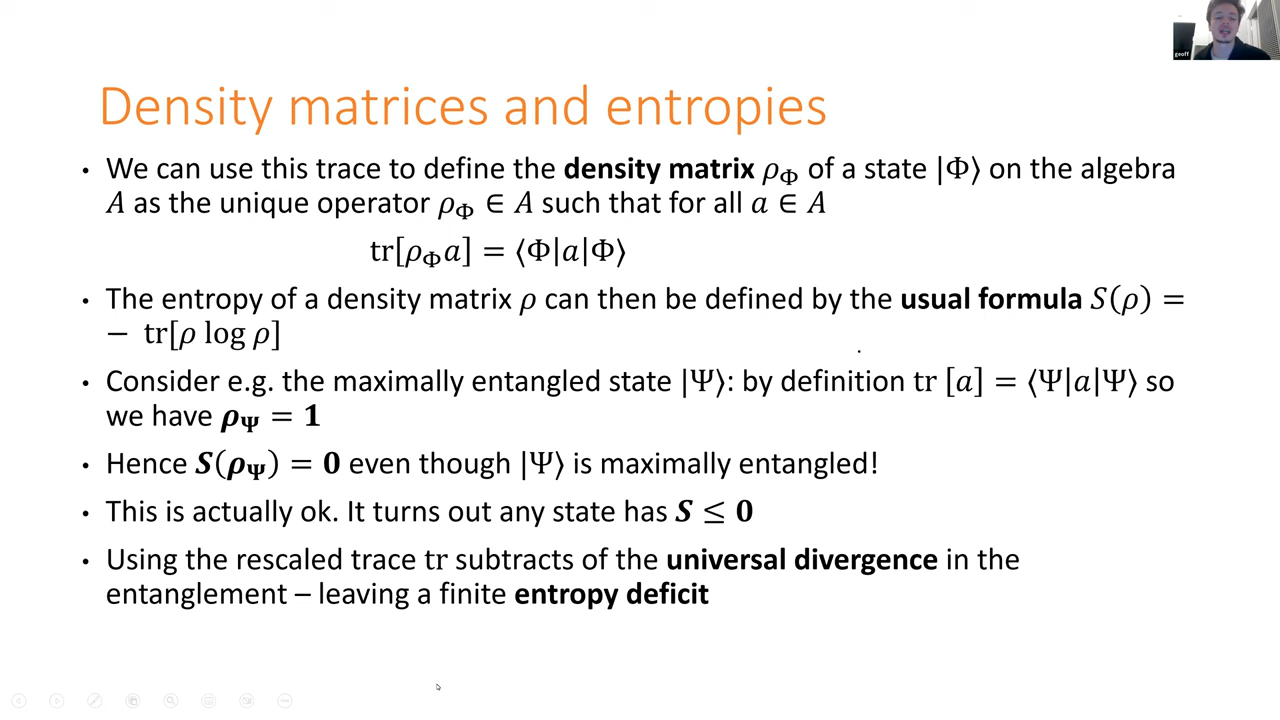 geoff
Density matrices and entropies
• We can use this trace to define the density matrix ρ_Φ of a state |Φ⟩ on the algebra
A as the unique operator ρ_Φ ∈ A such that for all a ∈ A
tr[ρ_Φ a] = ⟨Φ|a|Φ⟩
• The entropy of a density matrix ρ can then be defined by the usual formula S(ρ) =
− tr[ρ log ρ]
• Consider e.g. the maximally entangled state |Ψ⟩: by definition tr [a] = ⟨Ψ|a|Ψ⟩ so
we have ρ_Ψ = 1
• Hence S(ρ_Ψ) = 0 even though |Ψ⟩ is maximally entangled!
• This is actually ok. It turns out any state has S ≤ 0
• Using the rescaled trace tr subtracts of the universal divergence in the
entanglement – leaving a finite entropy deficit